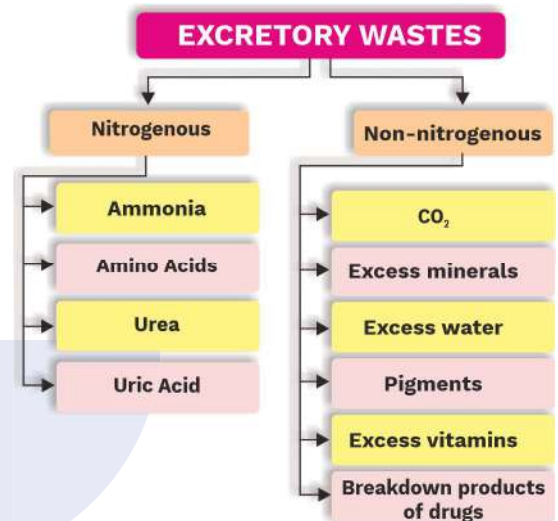 EXCRETORY WASTES
Nitrogenous
Ammonia
Amino Acids
Urea
Uric Acid
Non-nitrogenous
CO₂
Excess minerals
Excess water
Pigments
Excess vitamins
Breakdown products
of drugs